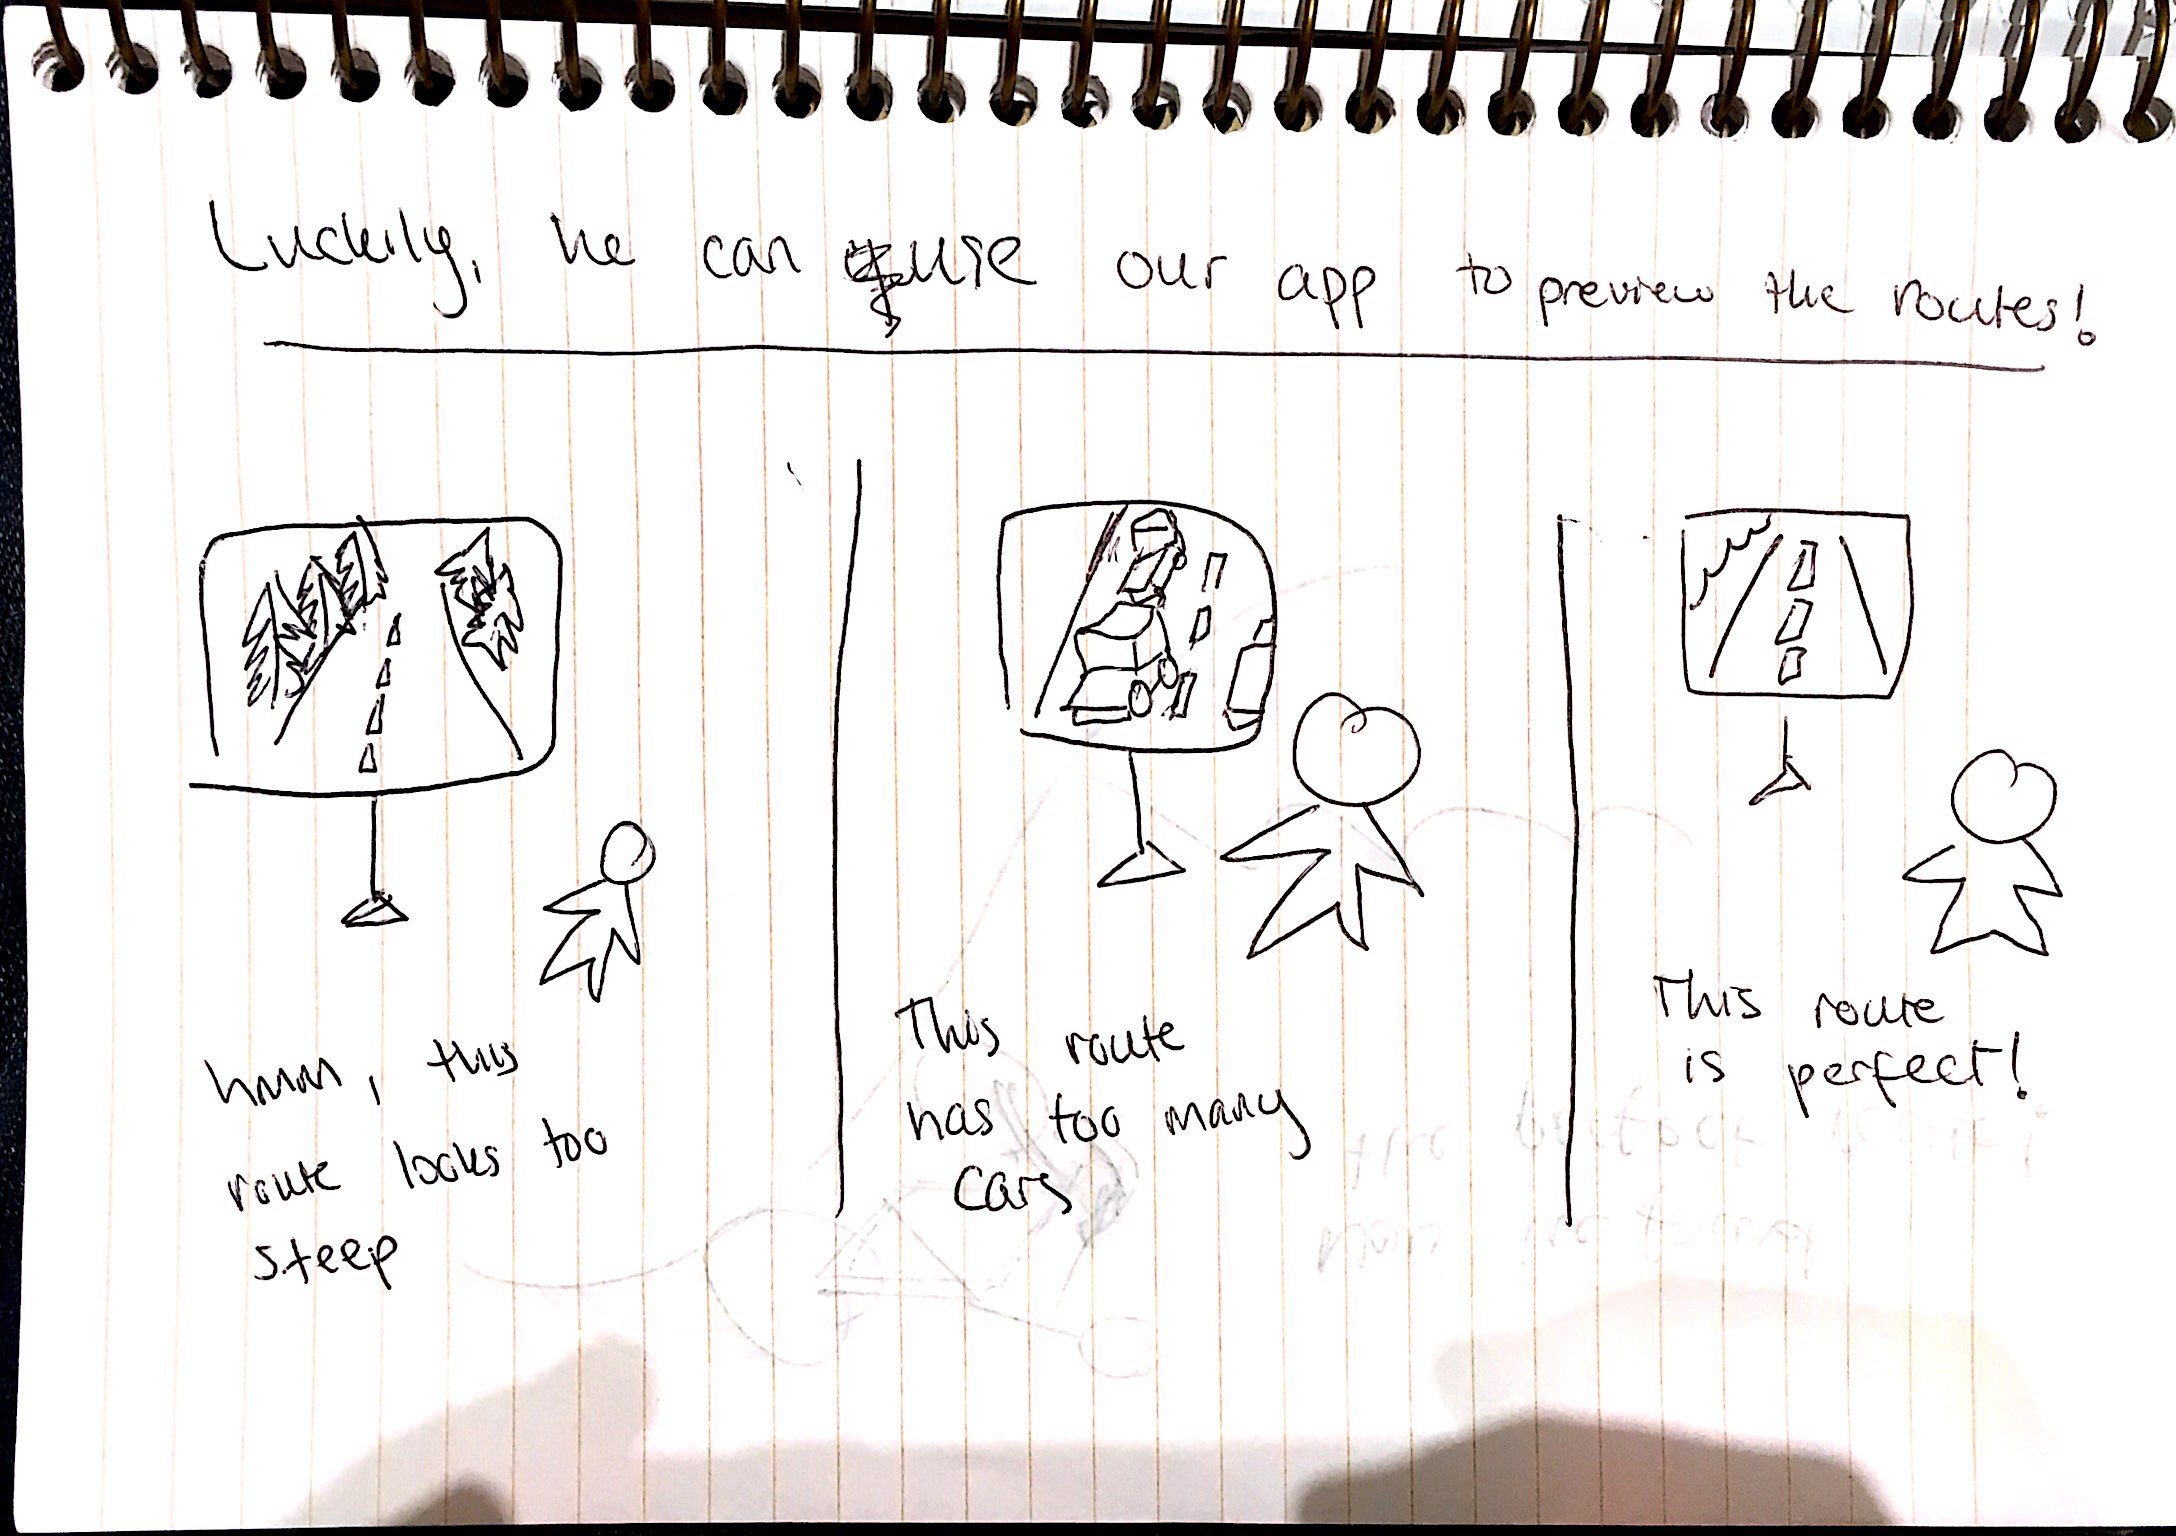 Luckily, he can use our app to preview the routes!
hmm, this
route looks too
steep
This route
has too many
cars
This route
is perfect!